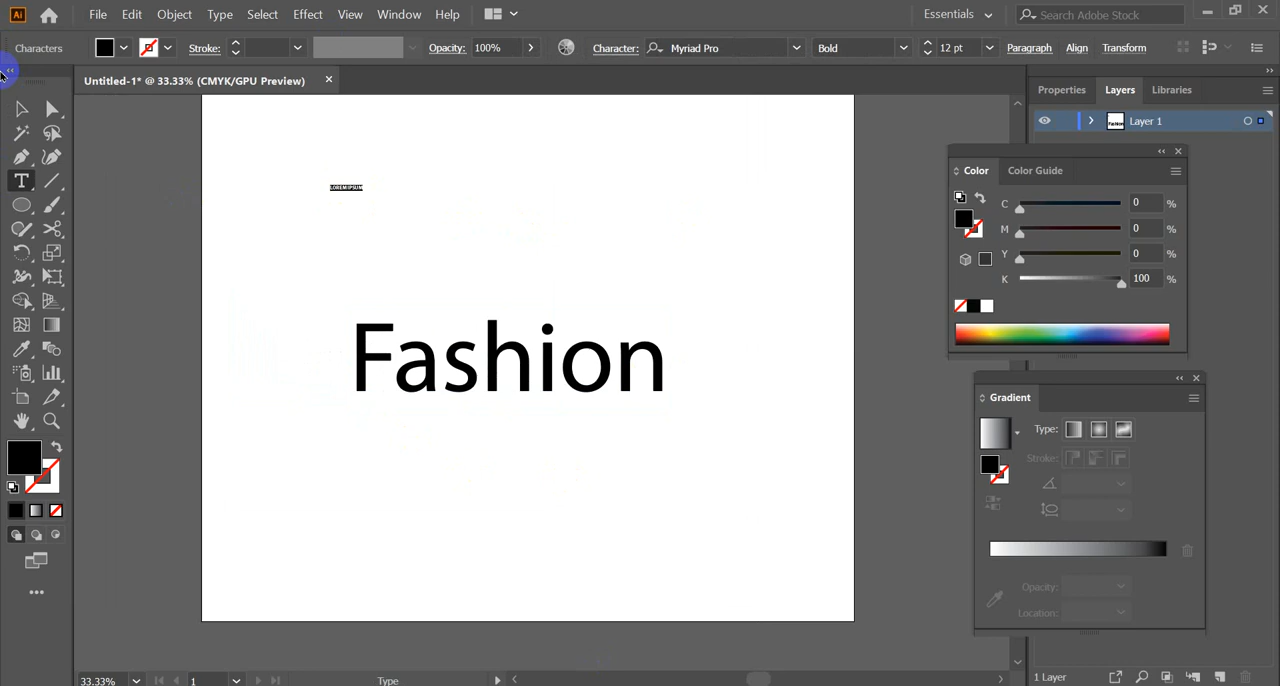 Ai File Edit Object Type Select Effect View Window Help Essentials Search Adobe Stock
Characters Stroke: Opacity: 100% Character: Myriad Pro Bold 12 pt Paragraph Align Transform
Untitled-1* @ 33.33% (CMYK/GPU Preview)
Properties Layers Libraries
Layer 1
Color Color Guide
C 0 %
M 0 %
Y 0 %
K 100 %
LOREM IPSUM
Fashion
Gradient
Type:
Stroke:
Opacity:
Location:
33.33% 1 Type
1 Layer